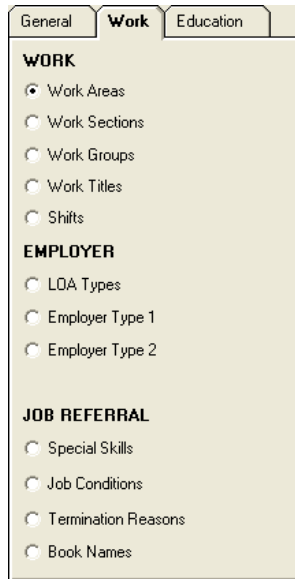 General Work Education
WORK
Work Areas
Work Sections
Work Groups
Work Titles
Shifts
EMPLOYER
LOA Types
Employer Type 1
Employer Type 2
JOB REFERRAL
Special Skills
Job Conditions
Termination Reasons
Book Names